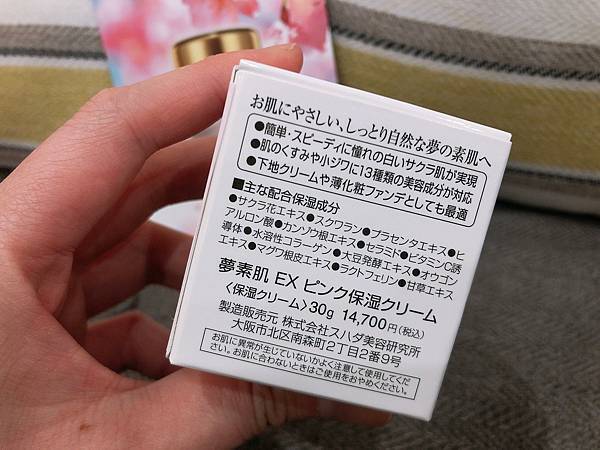 お肌にやさしい、しっとり自然な夢の素肌へ
●簡単・スピーディに憧れの白いサクラ肌が実現
●肌のくすみや小ジワに13種類の美容成分が対応
●下地クリームや薄化粧ファンデとしても最適
■主な配合保湿成分
●サクラ花エキス●スクワラン●プラセンタエキス●ヒ
アルロン酸●カンゾウ根エキス●セラミド●ビタミンC誘
導体●水溶性コラーゲン●大豆発酵エキス●オウゴン
エキス●マグワ根皮エキス●ラクトフェリン●甘草エキス
夢素肌 EX ピンク保湿クリーム
〈保湿クリーム〉30g 14,700円(税込)
製造販売元 株式会社スハダ美容研究所
大阪市北区南森町2丁目2番9号
お肌に異常が生じていないかよく注意して使用してくだ
さい。お肌に合わないときはご使用をおやめください。